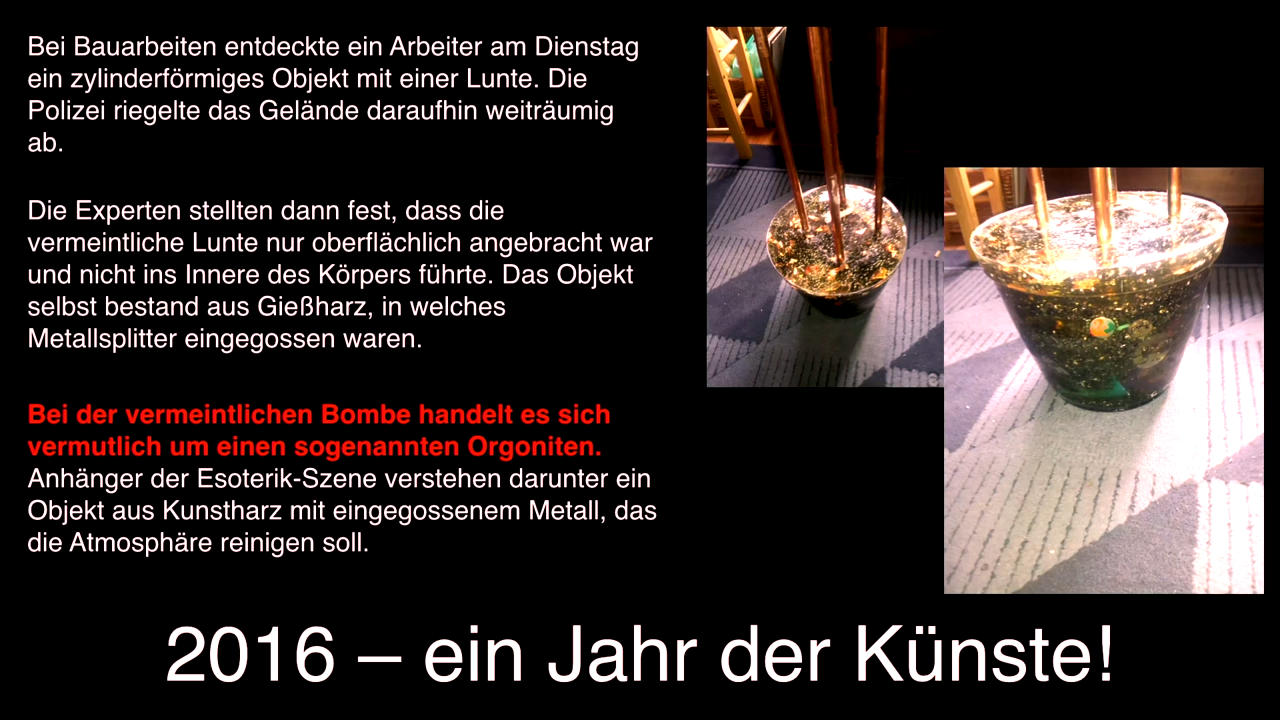 Bei Bauarbeiten entdeckte ein Arbeiter am Dienstag
ein zylinderförmiges Objekt mit einer Lunte. Die
Polizei riegelte das Gelände daraufhin weiträumig
ab.
Die Experten stellten dann fest, dass die
vermeintliche Lunte nur oberflächlich angebracht war
und nicht ins Innere des Körpers führte. Das Objekt
selbst bestand aus Gießharz, in welches
Metallsplitter eingegossen waren.
Bei der vermeintlichen Bombe handelt es sich
vermutlich um einen sogenannten Orgoniten.
Anhänger der Esoterik-Szene verstehen darunter ein
Objekt aus Kunstharz mit eingegossenem Metall, das
die Atmosphäre reinigen soll.
2016 – ein Jahr der Künste!